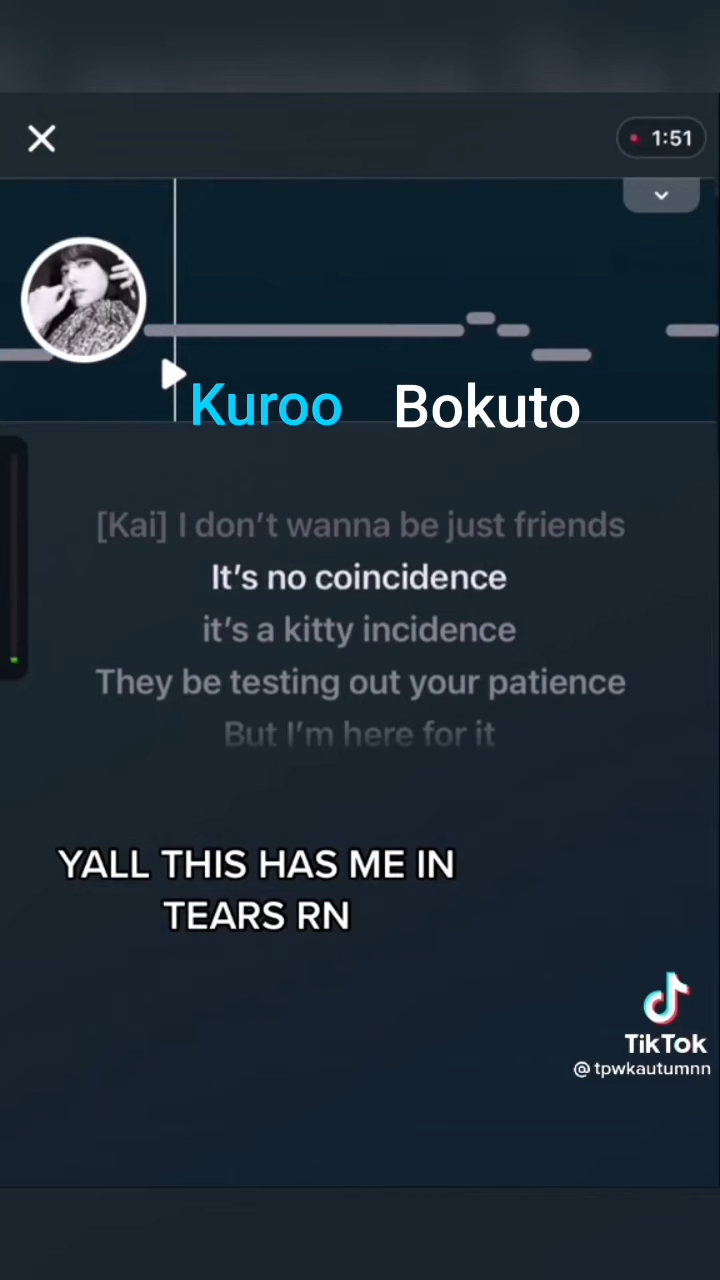 1:51
Kuroo Bokuto
[Kai] I don't wanna be just friends
It's no coincidence
it's a kitty incidence
They be testing out your patience
But I'm here for it
YALL THIS HAS ME IN
TEARS RN
TikTok
@tpwkautumnn